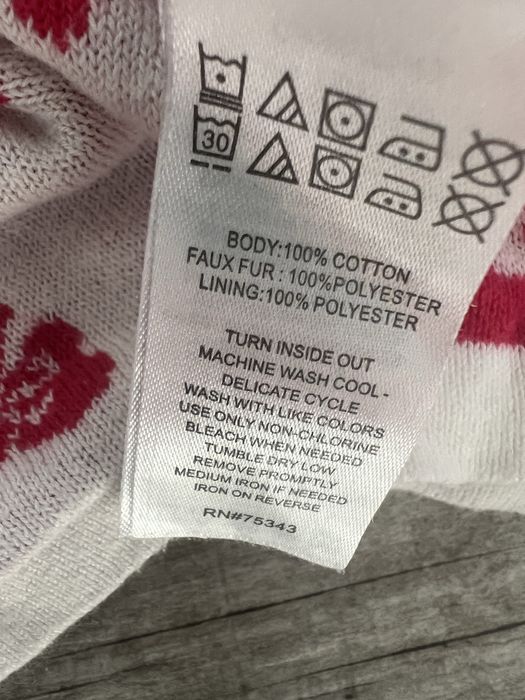 30
BODY:100% COTTON
FAUX FUR : 100%POLYESTER
LINING:100% POLYESTER
TURN INSIDE OUT
MACHINE WASH COOL -
DELICATE CYCLE
WASH WITH LIKE COLORS
USE ONLY NON-CHLORINE
BLEACH WHEN NEEDED
TUMBLE DRY LOW
REMOVE PROMPTLY
MEDIUM IRON IF NEEDED
IRON ON REVERSE
RN#75343